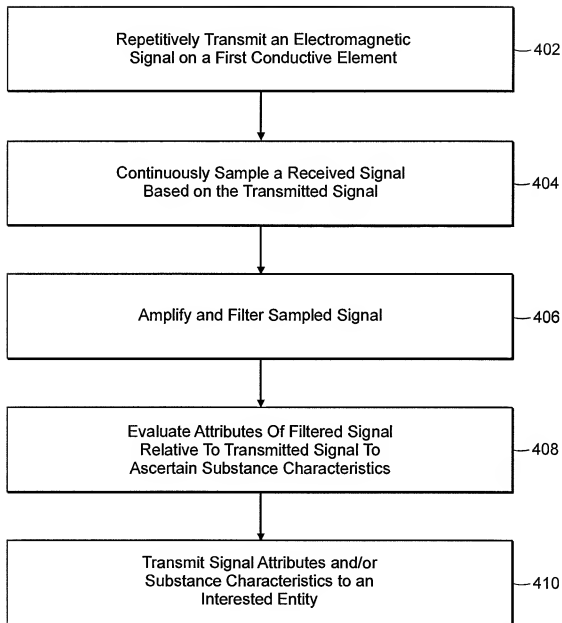 Repetitively Transmit an Electromagnetic
Signal on a First Conductive Element
402
Continuously Sample a Received Signal
Based on the Transmitted Signal
404
Amplify and Filter Sampled Signal
406
Evaluate Attributes Of Filtered Signal
Relative To Transmitted Signal To
Ascertain Substance Characteristics
408
Transmit Signal Attributes and/or
Substance Characteristics to an
Interested Entity
410